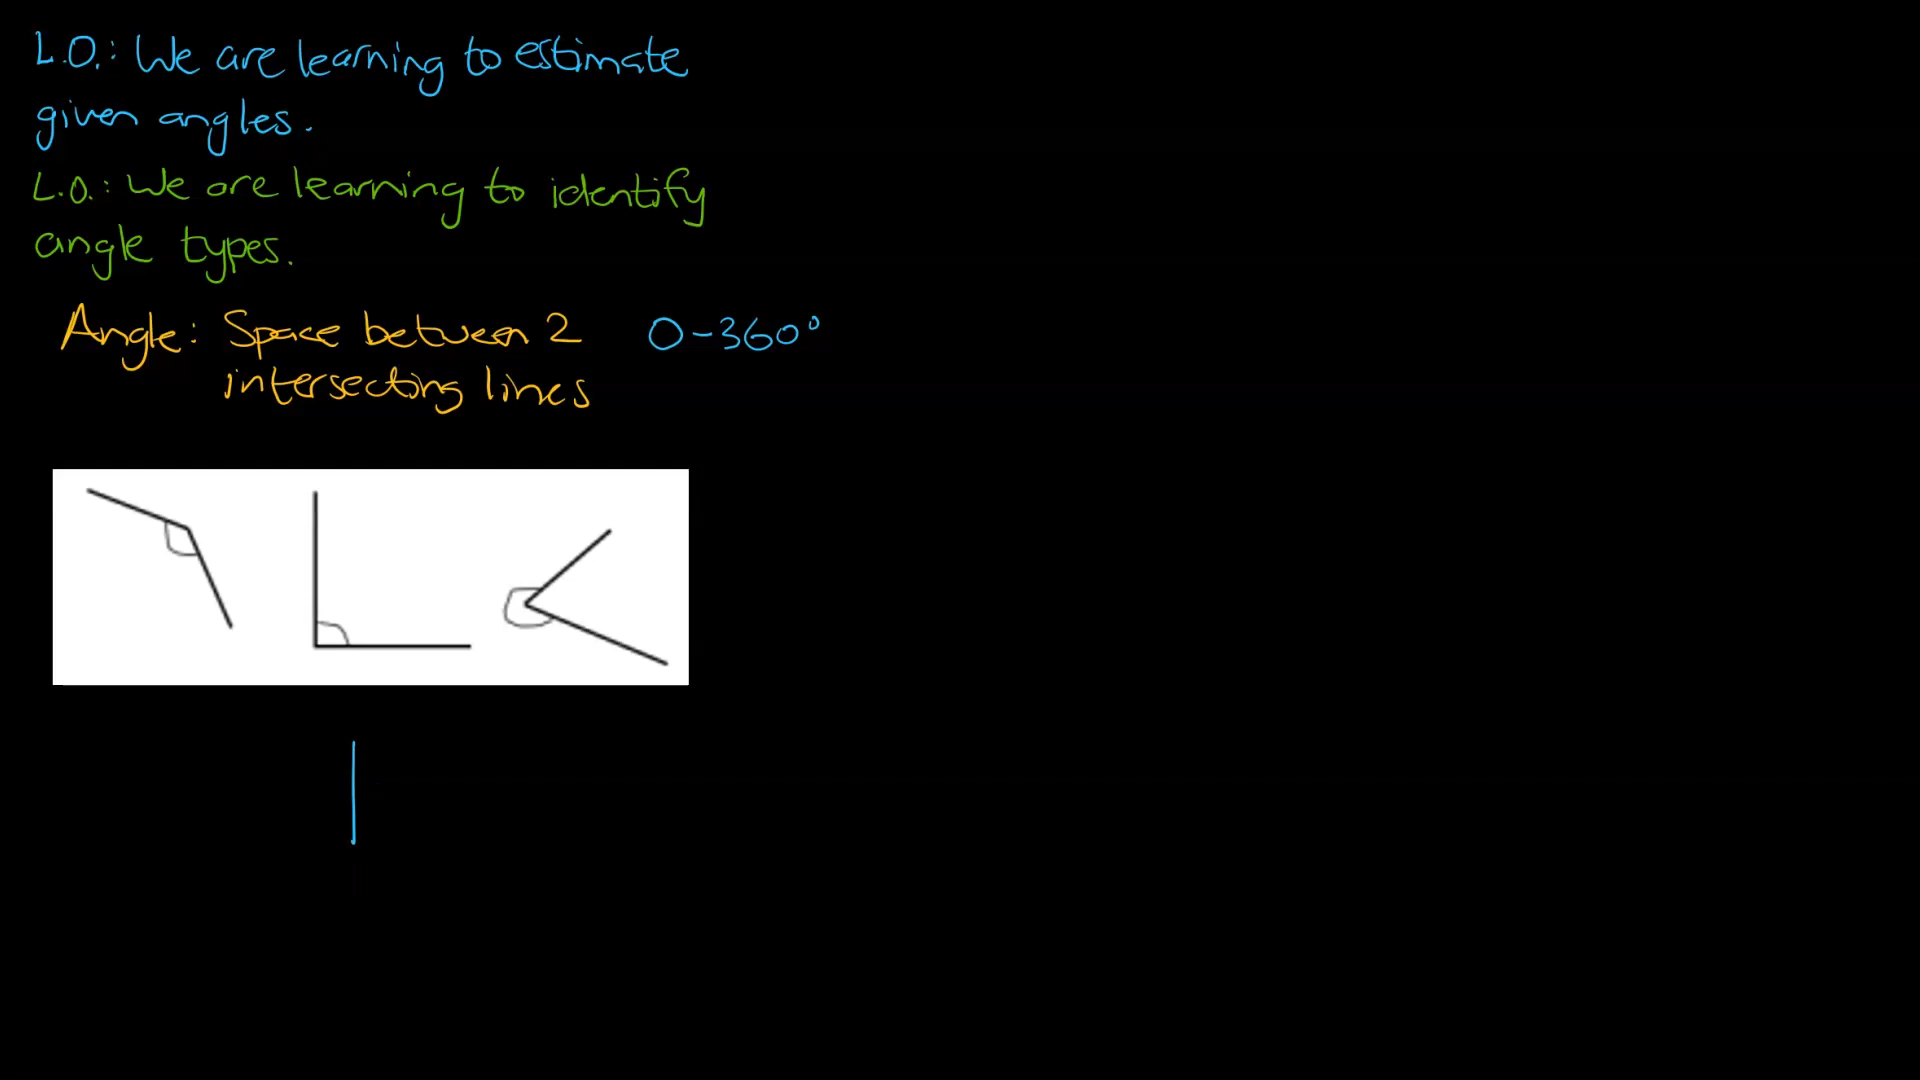 L.O.: We are learning to estimate
given angles.
L.O.: We are learning to identify
angle types.
Angle: Space between 2 0-360°
intersecting lines